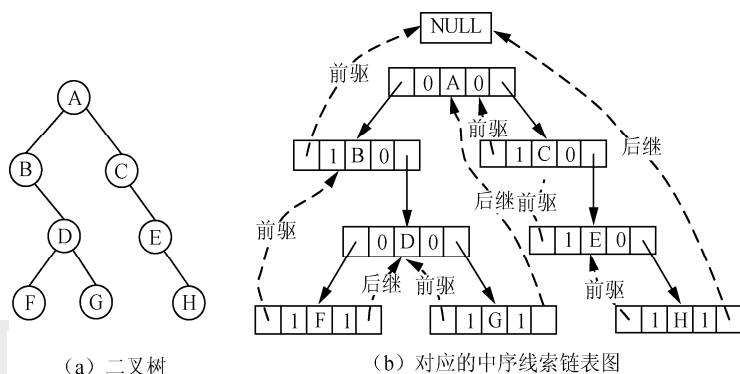 NULL
前驱
0 A 0
A
前驱
后继
B
C
1 B 0
1 C 0
后继 前驱
前驱
D
E
0 D 0
1 E 0
后继 前驱
前驱
F
G
H
1 F 1
1 G 1
1 H 1
(a) 二叉树
(b) 对应的中序线索链表图